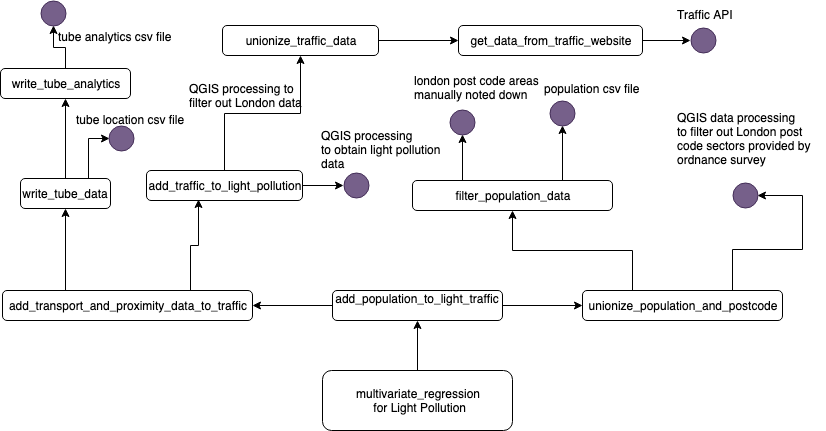 Traffic API
tube analytics csv file
unionize_traffic_data
get_data_from_traffic_website
write_tube_analytics
QGIS processing to
filter out London data
london post code areas
manually noted down
population csv file
tube location csv file
QGIS processing
to obtain light pollution
data
QGIS data processing
to filter out London post
code sectors provided by
ordnance survey
write_tube_data
add_traffic_to_light_pollution
filter_population_data
add_transport_and_proximity_data_to_traffic
add_population_to_light_traffic
unionize_population_and_postcode
multivariate_regression
for Light Pollution